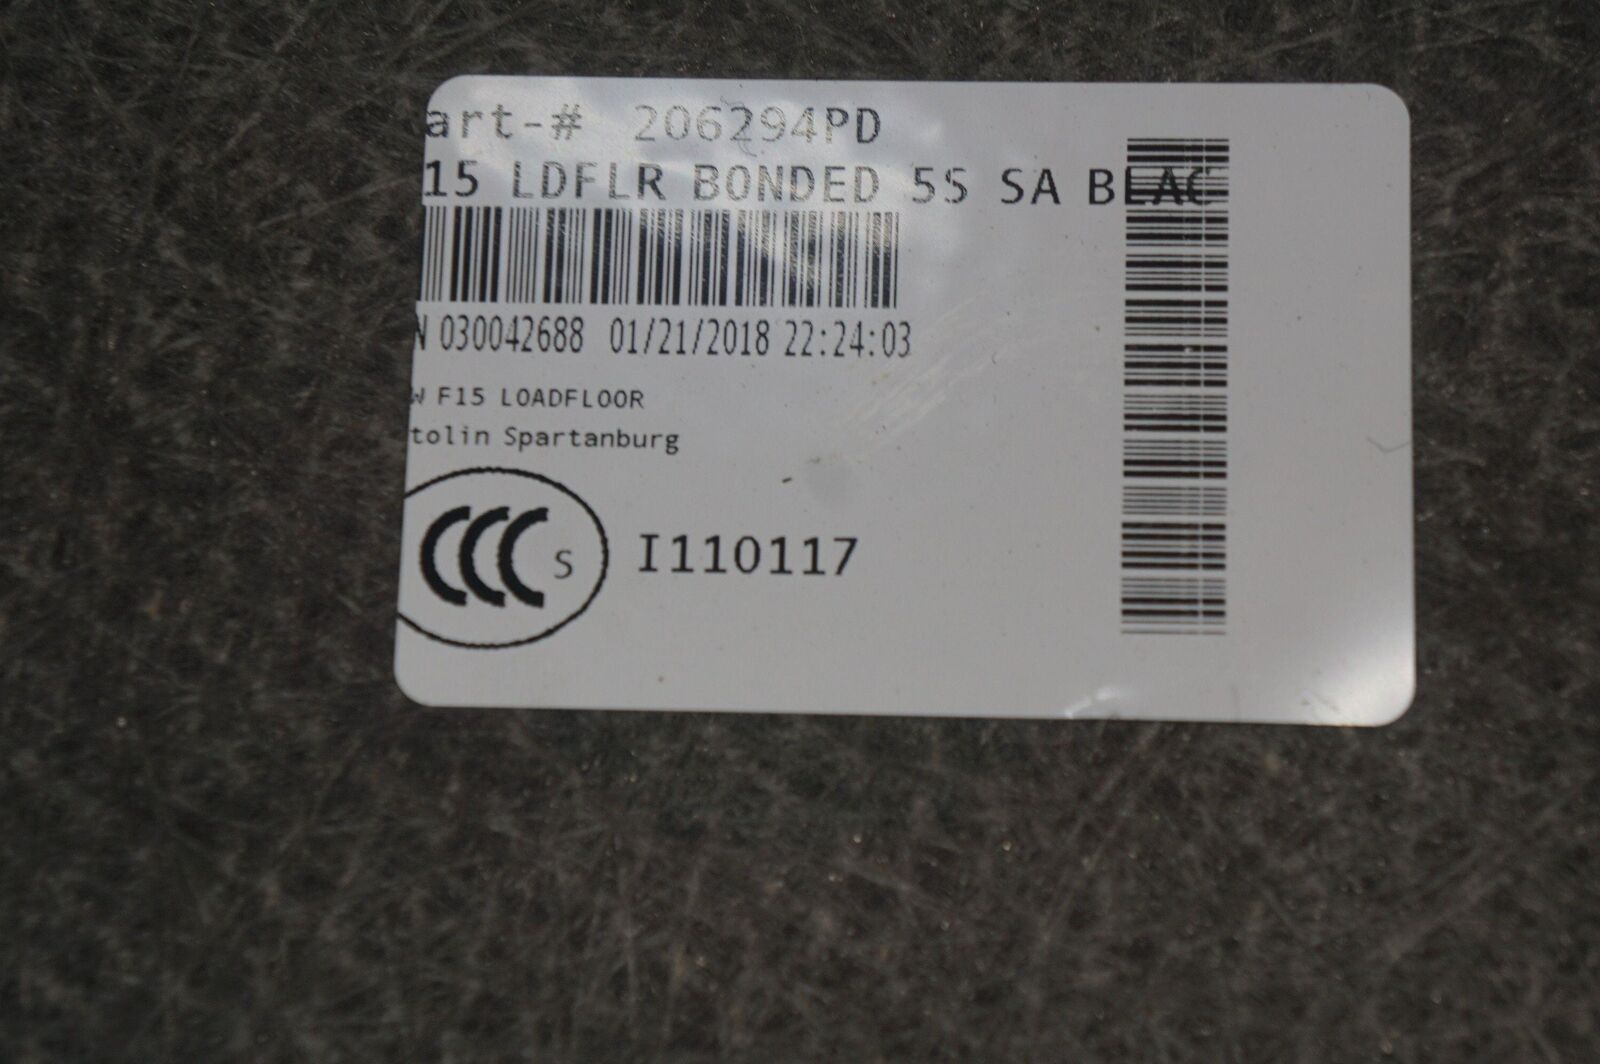 art-# 206294PD
15 LDFLR BONDED 5S SA BLAC
N 030042688 01/21/2018 22:24:03
W F15 LOADFLOOR
tolin Spartanburg
CCC S I110117